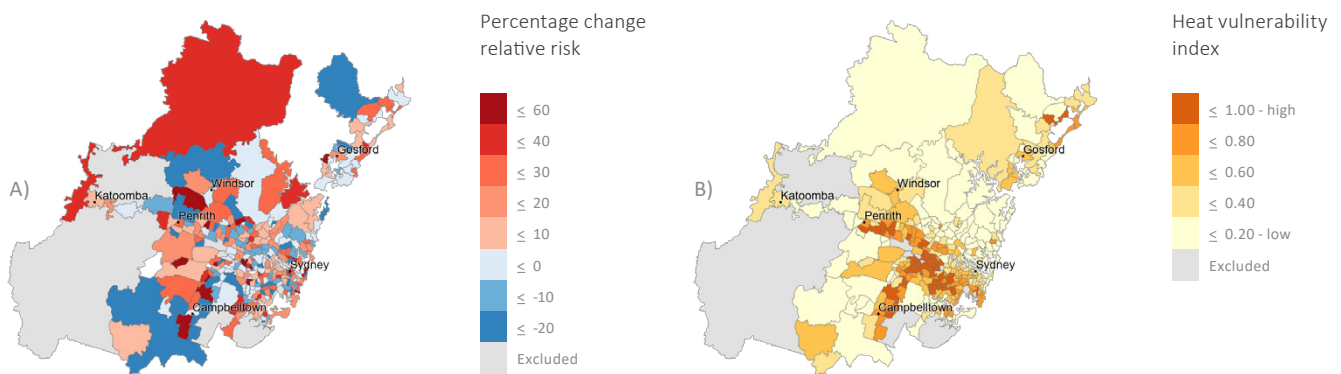 A)
Gosford
Windsor
Katoomba
Penrith
Sydney
Campbelltown
Percentage change
relative risk
≤ 60
≤ 40
≤ 30
≤ 20
≤ 10
≤ 0
≤ -10
≤ -20
Excluded
B)
Gosford
Windsor
Katoomba
Penrith
Sydney
Campbelltown
Heat vulnerability
index
≤ 1.00 - high
≤ 0.80
≤ 0.60
≤ 0.40
≤ 0.20 - low
Excluded